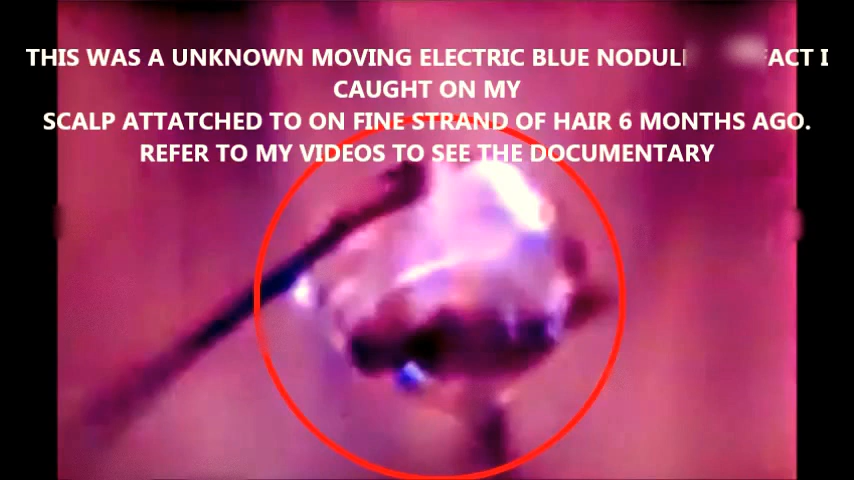 THIS WAS A UNKNOWN MOVING ELECTRIC BLUE I
CAUGHT ON MY
SCALP ATTATCHED TO ON FINE STRAND OF HAIR 6 MONTHS AGO.
REFER TO MY VIDEOS TO SEE THE DOCUMENTARY